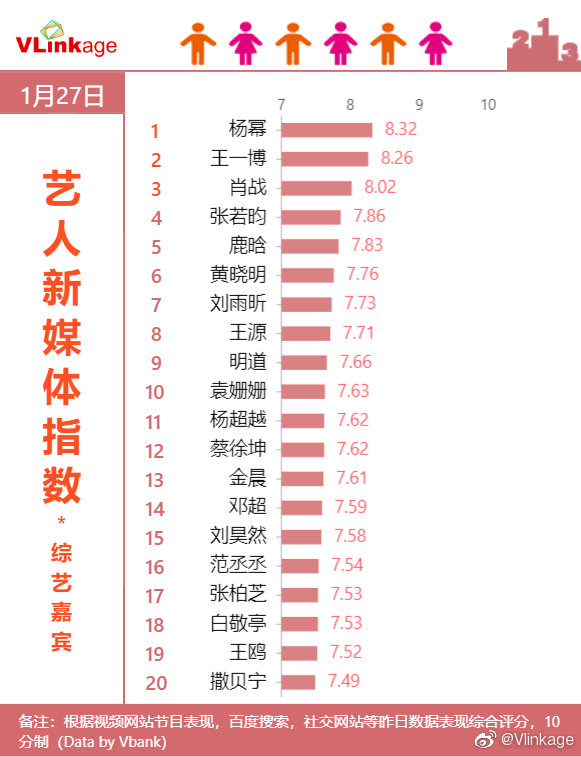 VLinkage
1 2 3
1月27日
艺人新媒体指数
*综艺嘉宾
7 8 9 10
1 杨幂 8.32
2 王一博 8.26
3 肖战 8.02
4 张若昀 7.86
5 鹿晗 7.83
6 黄晓明 7.76
7 刘雨昕 7.73
8 王源 7.71
9 明道 7.66
10 袁姗姗 7.63
11 杨超越 7.62
12 蔡徐坤 7.62
13 金晨 7.61
14 邓超 7.59
15 刘昊然 7.58
16 范丞丞 7.54
17 张柏芝 7.53
18 白敬亭 7.53
19 王鸥 7.52
20 撒贝宁 7.49
备注：根据视频网站节目表现，百度搜索，社交网站等昨日数据表现综合评分，10
分制（Data by Vbank）
@Vlinkage